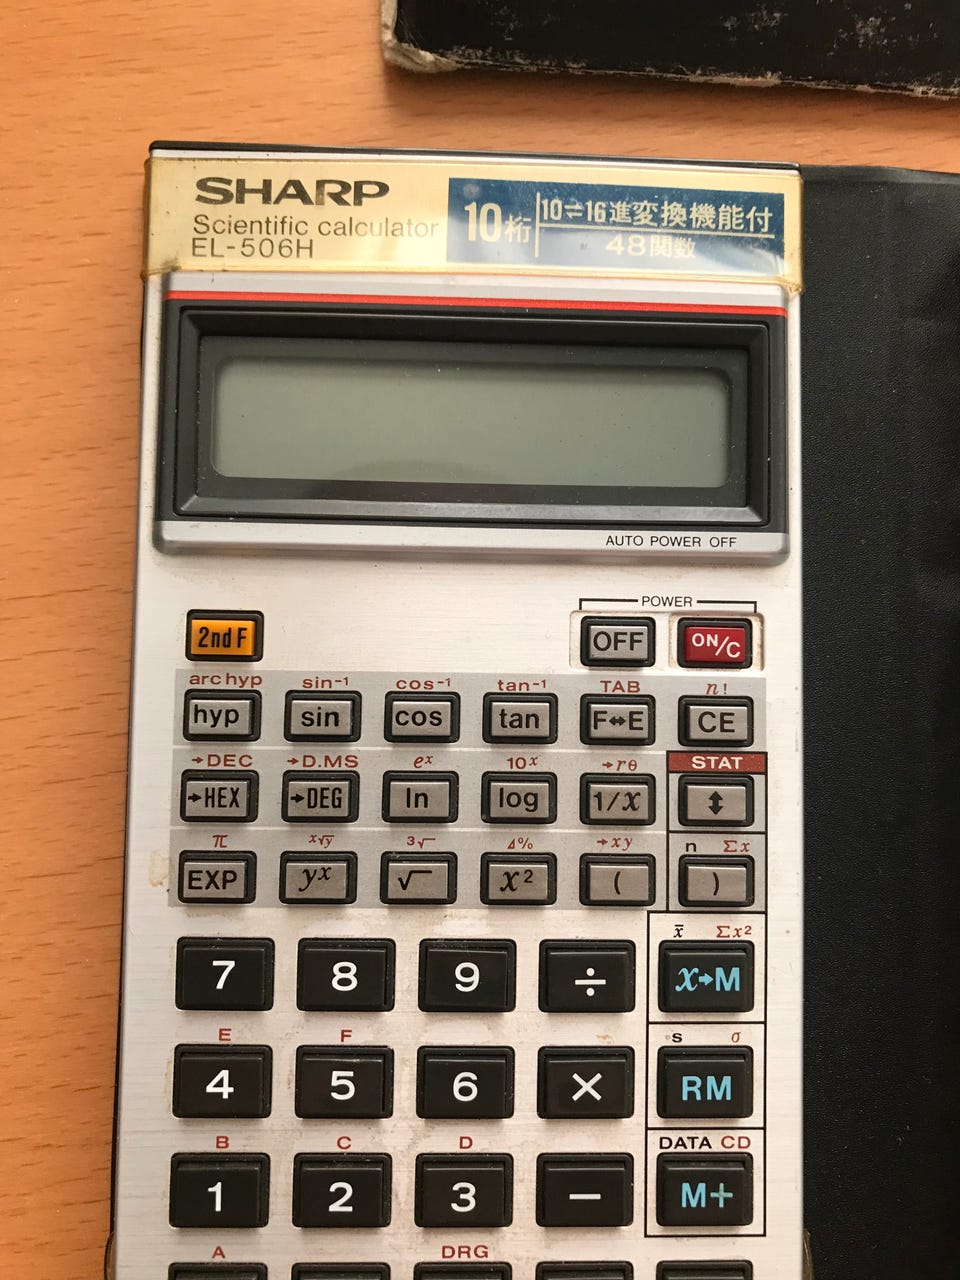 SHARP
Scientific calculator
EL-506H
10桁
10⇌16進変換機能付
48関数
AUTO POWER OFF
POWER
2ndF OFF ON/C
arc hyp sin⁻¹ cos⁻¹ tan⁻¹ TAB n!
hyp sin cos tan F↔E CE
→DEC →D.MS eˣ 10ˣ →rθ STAT
→HEX →DEG ln log 1/x ↕
π ˣ√y ³√ Δ% →xy n Σx
EXP yˣ √ x² ( )
x̄ Σx²
7 8 9 ÷ x→M
E F s σ
4 5 6 × RM
B C D DATA CD
1 2 3 − M+
A DRG